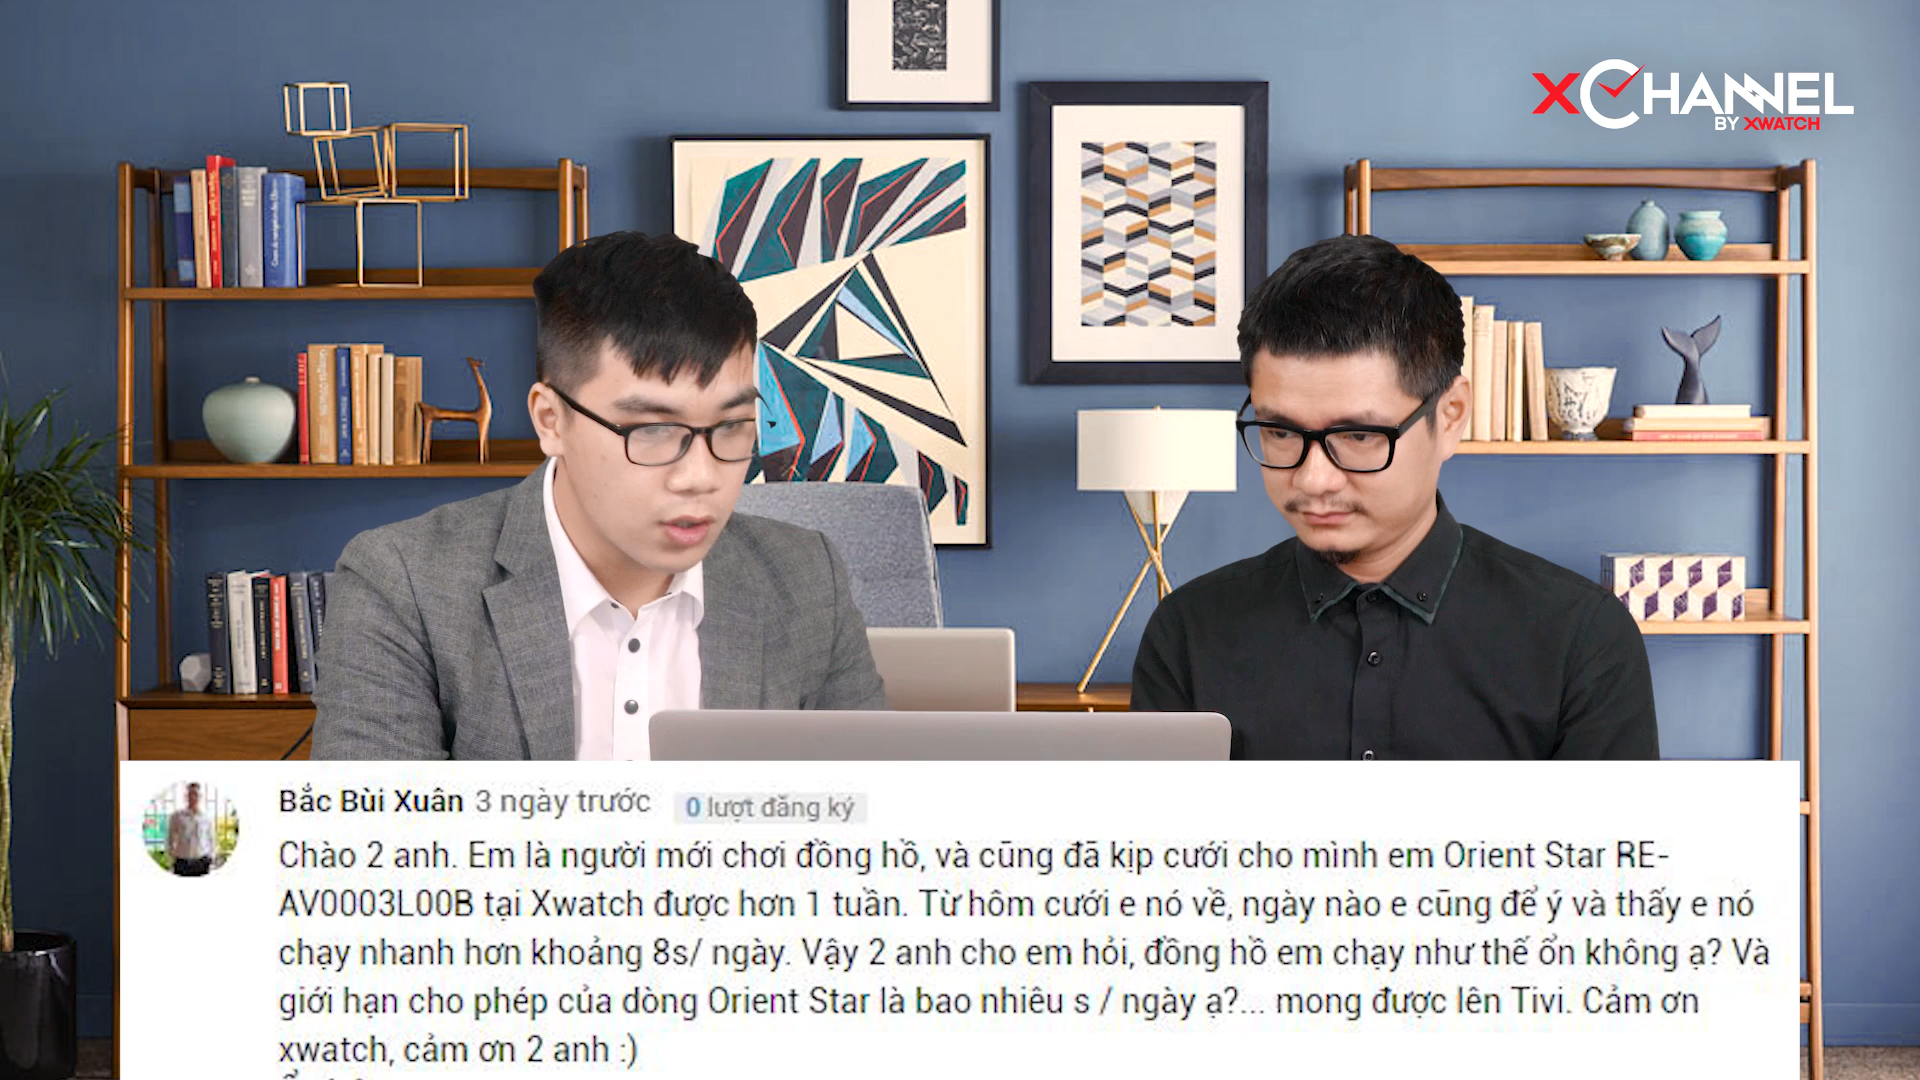 XCHANNEL
BY XWATCH
Bắc Bùi Xuân 3 ngày trước 0 lượt đăng ký
Chào 2 anh. Em là người mới chơi đồng hồ, và cũng đã kịp cưới cho mình em Orient Star RE-
AV0003L00B tại Xwatch được hơn 1 tuần. Từ hôm cưới e nó về, ngày nào e cũng để ý và thấy e nó
chạy nhanh hơn khoảng 8s/ ngày. Vậy 2 anh cho em hỏi, đồng hồ em chạy như thế ổn không ạ? Và
giới hạn cho phép của dòng Orient Star là bao nhiêu s / ngày ạ?... mong được lên Tivi. Cảm ơn
xwatch, cảm ơn 2 anh :)